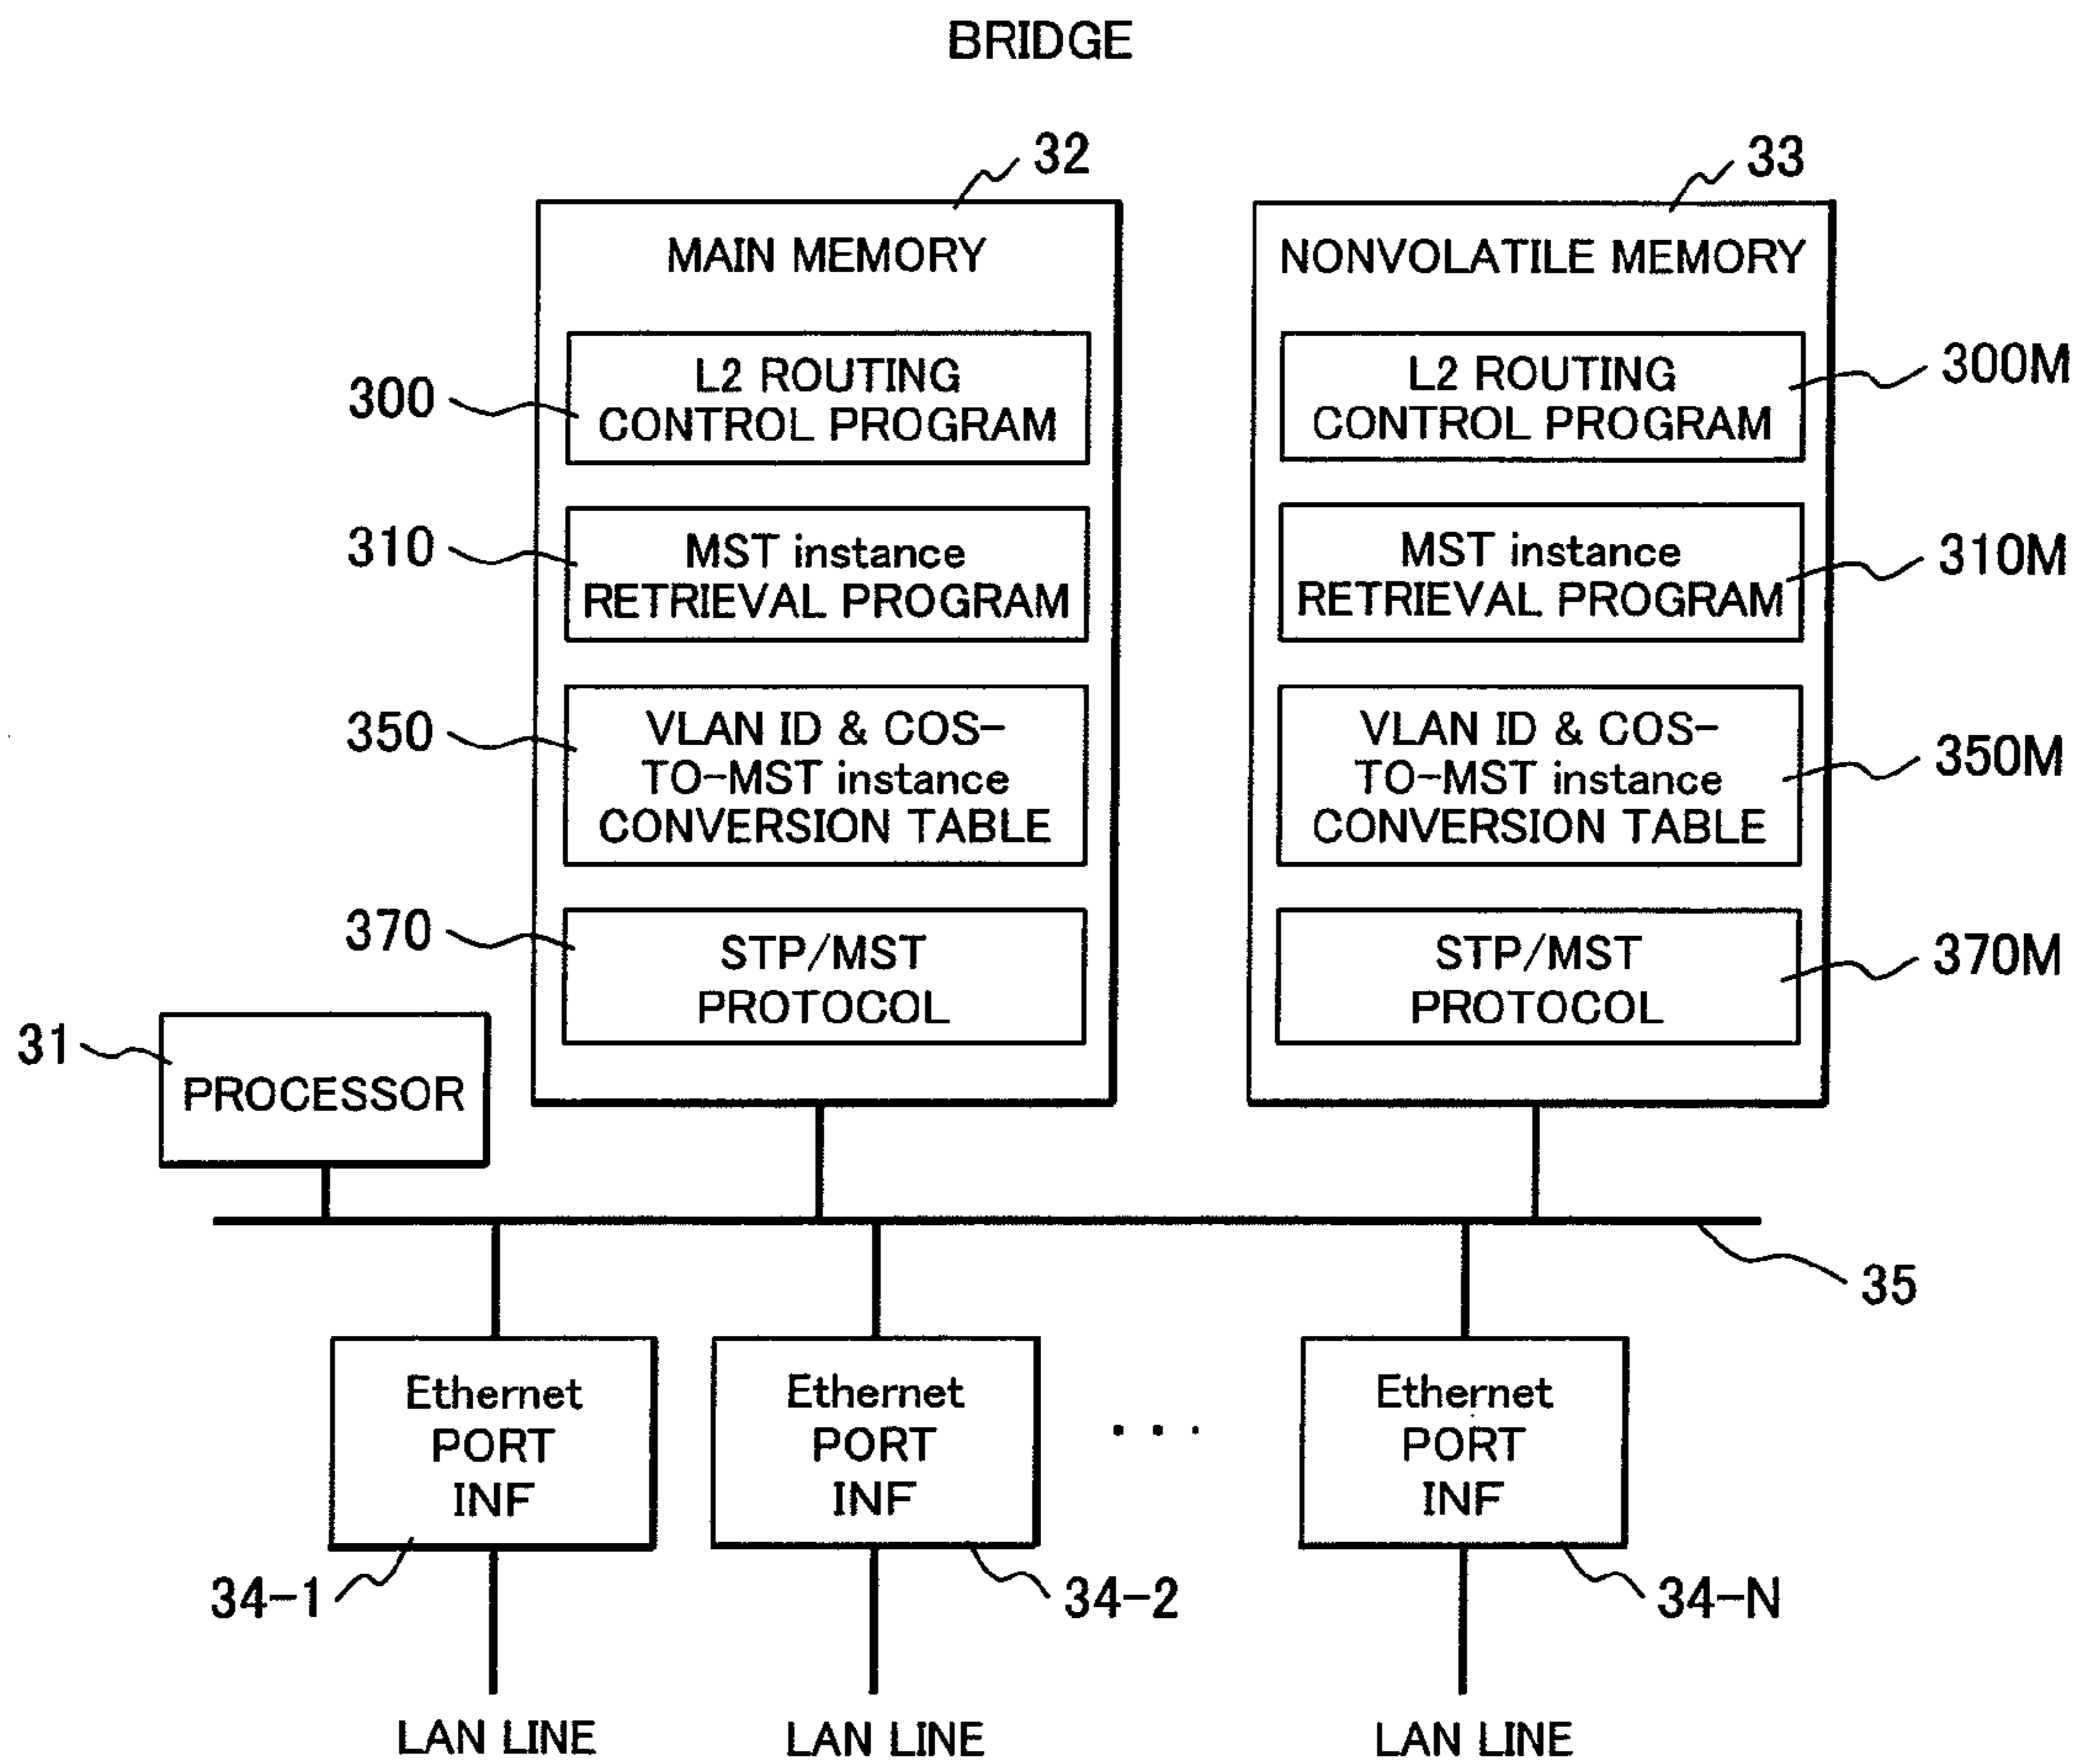 BRIDGE
32
33
MAIN MEMORY
NONVOLATILE MEMORY
300
L2 ROUTING
CONTROL PROGRAM
L2 ROUTING
CONTROL PROGRAM
300M
310
MST instance
RETRIEVAL PROGRAM
MST instance
RETRIEVAL PROGRAM
310M
350
VLAN ID & COS-
TO-MST instance
CONVERSION TABLE
VLAN ID & COS-
TO-MST instance
CONVERSION TABLE
350M
370
STP/MST
PROTOCOL
STP/MST
PROTOCOL
370M
31
PROCESSOR
35
Ethernet
PORT
INF
Ethernet
PORT
INF
. . .
Ethernet
PORT
INF
34-1
34-2
34-N
LAN LINE
LAN LINE
LAN LINE